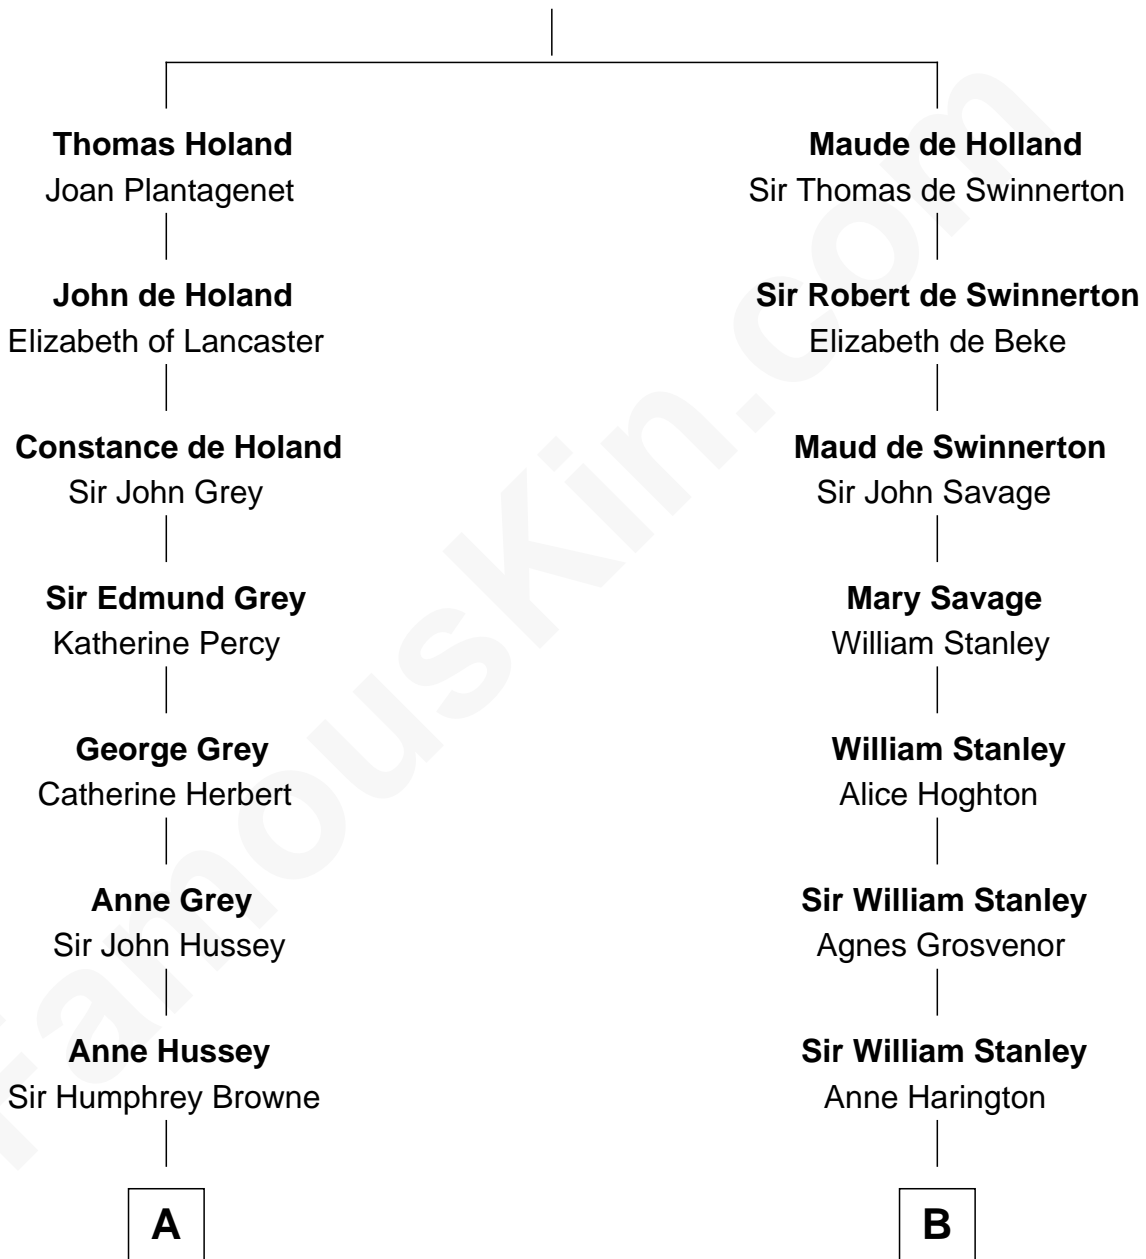 Thomas Holand
Joan Plantagenet
John de Holand
Elizabeth of Lancaster
Constance de Holand
Sir John Grey
Sir Edmund Grey
Katherine Percy
George Grey
Catherine Herbert
Anne Grey
Sir John Hussey
Anne Hussey
Sir Humphrey Browne
A
Maude de Holland
Sir Thomas de Swinnerton
Sir Robert de Swinnerton
Elizabeth de Beke
Maud de Swinnerton
Sir John Savage
Mary Savage
William Stanley
William Stanley
Alice Hoghton
Sir William Stanley
Agnes Grosvenor
Sir William Stanley
Anne Harington
B
FamousKin.com